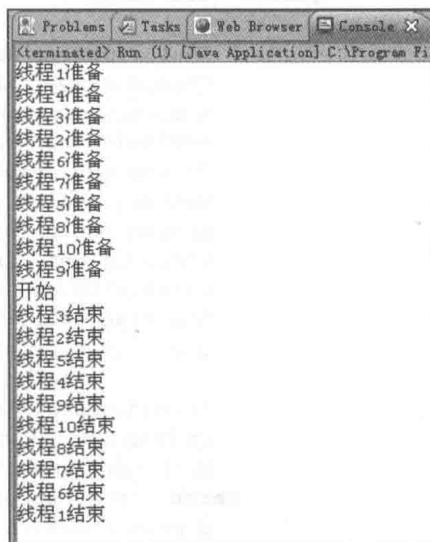 Problems Tasks Web Browser Console
<terminated> Run (1) [Java Application] C:\Program Fi
线程1准备
线程4准备
线程3准备
线程2准备
线程6准备
线程7准备
线程5准备
线程8准备
线程10准备
线程9准备
开始
线程3结束
线程2结束
线程5结束
线程4结束
线程9结束
线程10结束
线程8结束
线程7结束
线程6结束
线程1结束